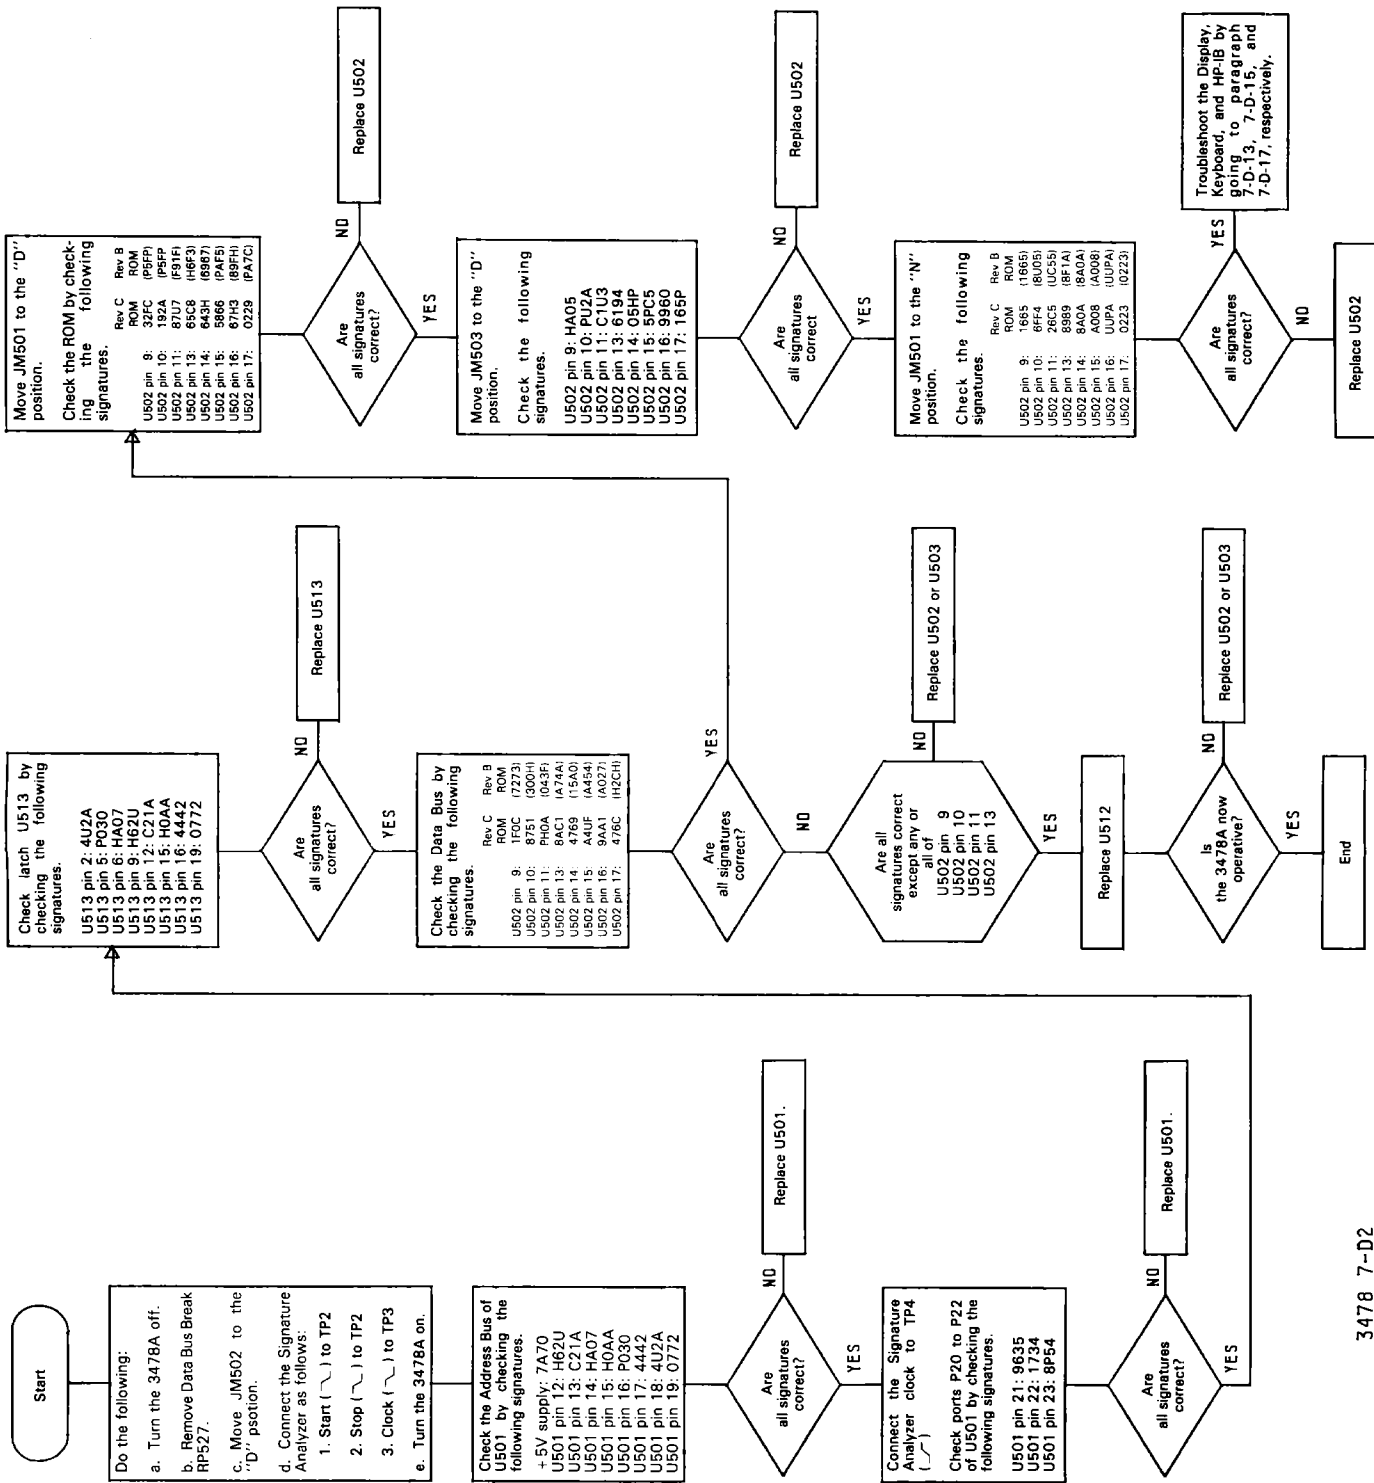 Start
Do the following:
a. Turn the 3478A off.
b. Remove Data Bus Break
RP527.
c. Move JM502 to the
"D" psotion.
d. Connect the Signature
Analyzer as follows:
1. Start ( ) to TP2
2. Stop ( ) to TP2
3. Clock ( ) to TP3
e. Turn the 3478A on.
Check the Address Bus of
U501 by checking the
following signatures.
+5V supply: 7A70
U501 pin 12: H62U
U501 pin 13: C21A
U501 pin 14: HA07
U501 pin 15: H0AA
U501 pin 16: P030
U501 pin 17: 4442
U501 pin 18: 4U2A
U501 pin 19: 0772
Are
all signatures
correct?
NO
Replace U501.
YES
Connect the Signature
Analyzer clock to TP4
( )
Check ports P20 to P22
of U501 by checking the
following signatures.
U501 pin 21: 9635
U501 pin 22: 1734
U501 pin 23: 8P54
Are
all signatures
correct?
NO
Replace U501.
YES
Check latch U513 by
checking the following
signatures.
U513 pin 2: 4U2A
U513 pin 5: P030
U513 pin 6: HA07
U513 pin 9: H62U
U513 pin 12: C21A
U513 pin 15: H0AA
U513 pin 16: 4442
U513 pin 19: 0772
Are
all signatures
correct?
NO
Replace U513
YES
Check the Data Bus by
checking the following
signatures.
Rev C Rev B
ROM ROM
U502 pin 9: 1F0C (7273)
U502 pin 10: 8751 (300H)
U502 pin 11: PH0A (043F)
U502 pin 13: 8AC1 (A74A)
U502 pin 14: 4769 (15A0)
U502 pin 15: A4UF (A454)
U502 pin 16: 9AA1 (A027)
U502 pin 17: 476C (H2CH)
Are
all signatures
correct?
YES
NO
Are all
signatures correct
except any or
all of
U502 pin 9
U502 pin 10
U502 pin 11
U502 pin 13
NO
Replace U502 or U503
YES
Replace U512
Is
the 3478A now
operative?
NO
Replace U502 or U503
YES
End
Move JM501 to the "D"
position.
Check the ROM by check-
ing the following
signatures.
Rev C Rev B
ROM ROM
U502 pin 9: 32FC (P5FP)
U502 pin 10: 192A (P5FP
U502 pin 11: 87U7 (F91F)
U502 pin 13: 65C8 (H6F3)
U502 pin 14: 643H (6987)
U502 pin 15: 5866 (PAF5)
U502 pin 16: 67H3 (89FH)
U502 pin 17: 0229 (PA7C)
Are
all signatures
correct?
NO
Replace U502
YES
Move JM503 to the "D"
position.
Check the following
signatures.
U502 pin 9: HA05
U502 pin 10: PU2A
U502 pin 11: C1U3
U502 pin 13: 6194
U502 pin 14: 05HP
U502 pin 15: 5PC5
U502 pin 16: 9960
U502 pin 17: 165P
Are
all signatures
correct
NO
Replace U502
YES
Move JM501 to the "N"
position.
Check the following
signatures.
Rev C Rev B
ROM ROM
U502 pin 9: 1665 (1665)
U502 pin 10: 6FF4 (8U05)
U502 pin 11: 26C5 (UC55)
U502 pin 13: 8989 (8F1A)
U502 pin 14: 8A0A (8A0A)
U502 pin 15: A008 (A008)
U502 pin 16: UUPA (UUPA)
U502 pin 17: 0223 (0223)
Are
all signatures
correct?
YES
Troubleshoot the Display,
Keyboard, and HP-IB by
going to paragraph
7-D-13, 7-D-15, and
7-D-17, respectively.
NO
Replace U502
3478 7-D2